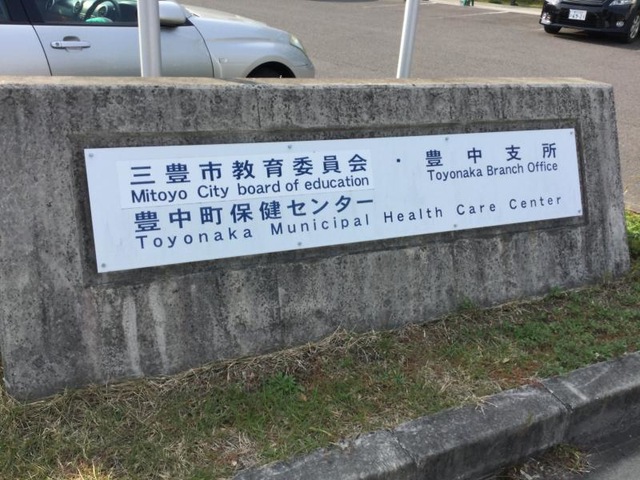 三豊市教育委員会・豊中支所
Mitoyo City board of education Toyonaka Branch Office
豊中町保健センター
Toyonaka Municipal Health Care Center